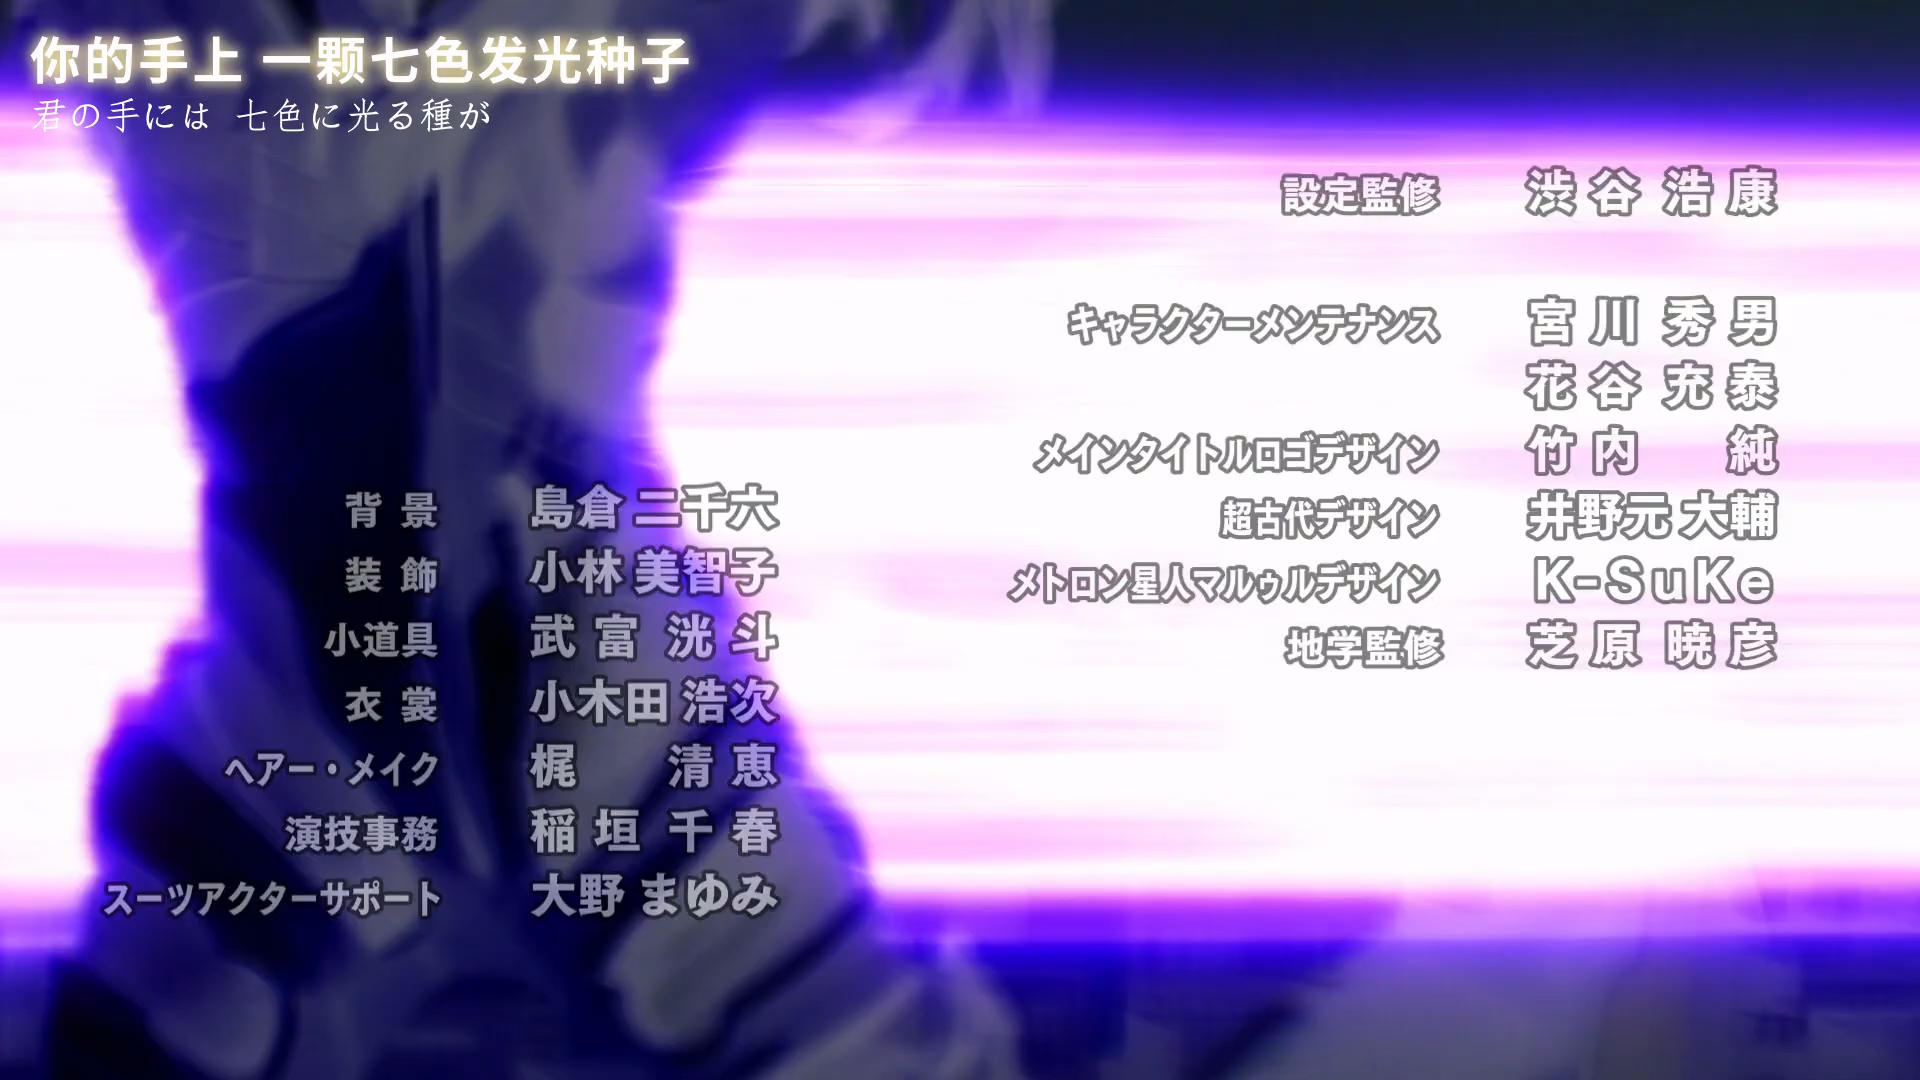 你的手上 一颗七色发光种子
君の手には 七色に光る種が
背景 島倉 二千六
装飾 小林 美智子
小道具 武富 洸斗
衣裳 小木田 浩次
ヘアー・メイク 梶 清恵
演技事務 稲垣 千春
スーツアクターサポート 大野 まゆみ
設定監修 渋谷 浩康
キャラクターメンテナンス 宮川 秀男
花谷 充泰
メインタイトルロゴデザイン 竹内 純
超古代デザイン 井野元 大輔
メトロン星人マルゥルデザイン K-SuKe
地学監修 芝原 暁彦